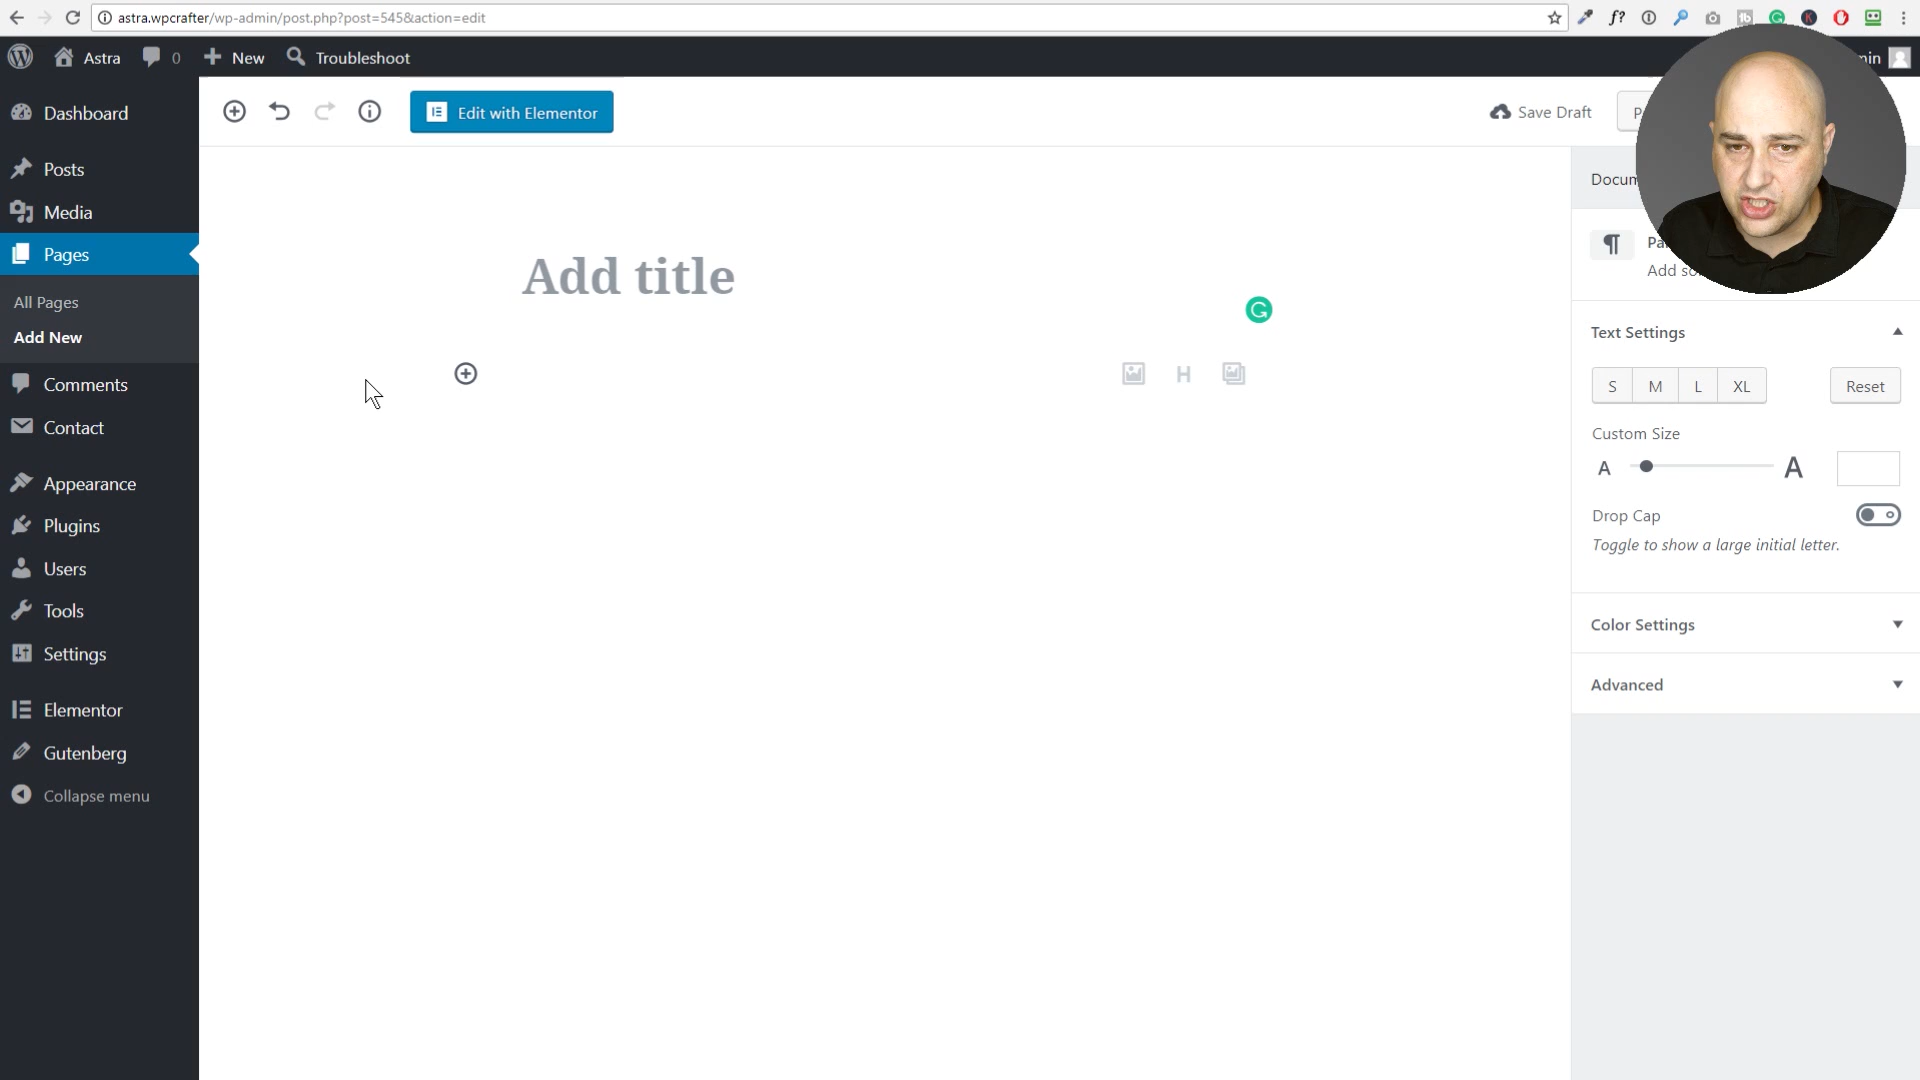 astra.wpcrafter/wp-admin/post.php?post=545&action=edit
f?
Astra
0
New
Troubleshoot
Dashboard
Posts
Media
Pages
All Pages
Add New
Comments
Contact
Appearance
Plugins
Users
Tools
Settings
Elementor
Gutenberg
Collapse menu
Edit with Elementor
Save Draft
Add title
H
Text Settings
S M L XL
Reset
Custom Size
A A
Drop Cap
Toggle to show a large initial letter.
Color Settings
Advanced